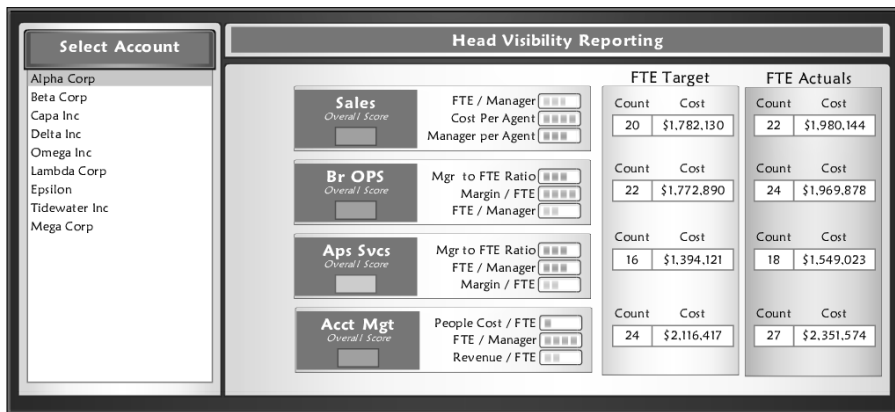 Select Account
Alpha Corp
Beta Corp
Capa Inc
Delta Inc
Omega Inc
Lambda Corp
Epsilon
Tidewater Inc
Mega Corp
Head Visibility Reporting
FTE Target FTE Actuals
Sales
Overall Score
FTE / Manager
Cost Per Agent
Manager per Agent
Count Cost Count Cost
20 $1,782,130 22 $1,980,144
Br OPS
Overall Score
Mgr to FTE Ratio
Margin / FTE
FTE / Manager
Count Cost Count Cost
22 $1,772,890 24 $1,969,878
Aps Svcs
Overall Score
Mgr to FTE Ratio
FTE / Manager
Margin / FTE
Count Cost Count Cost
16 $1,394,121 18 $1,549,023
Acct Mgt
Overall Score
People Cost / FTE
FTE / Manager
Revenue / FTE
Count Cost Count Cost
24 $2,116,417 27 $2,351,574